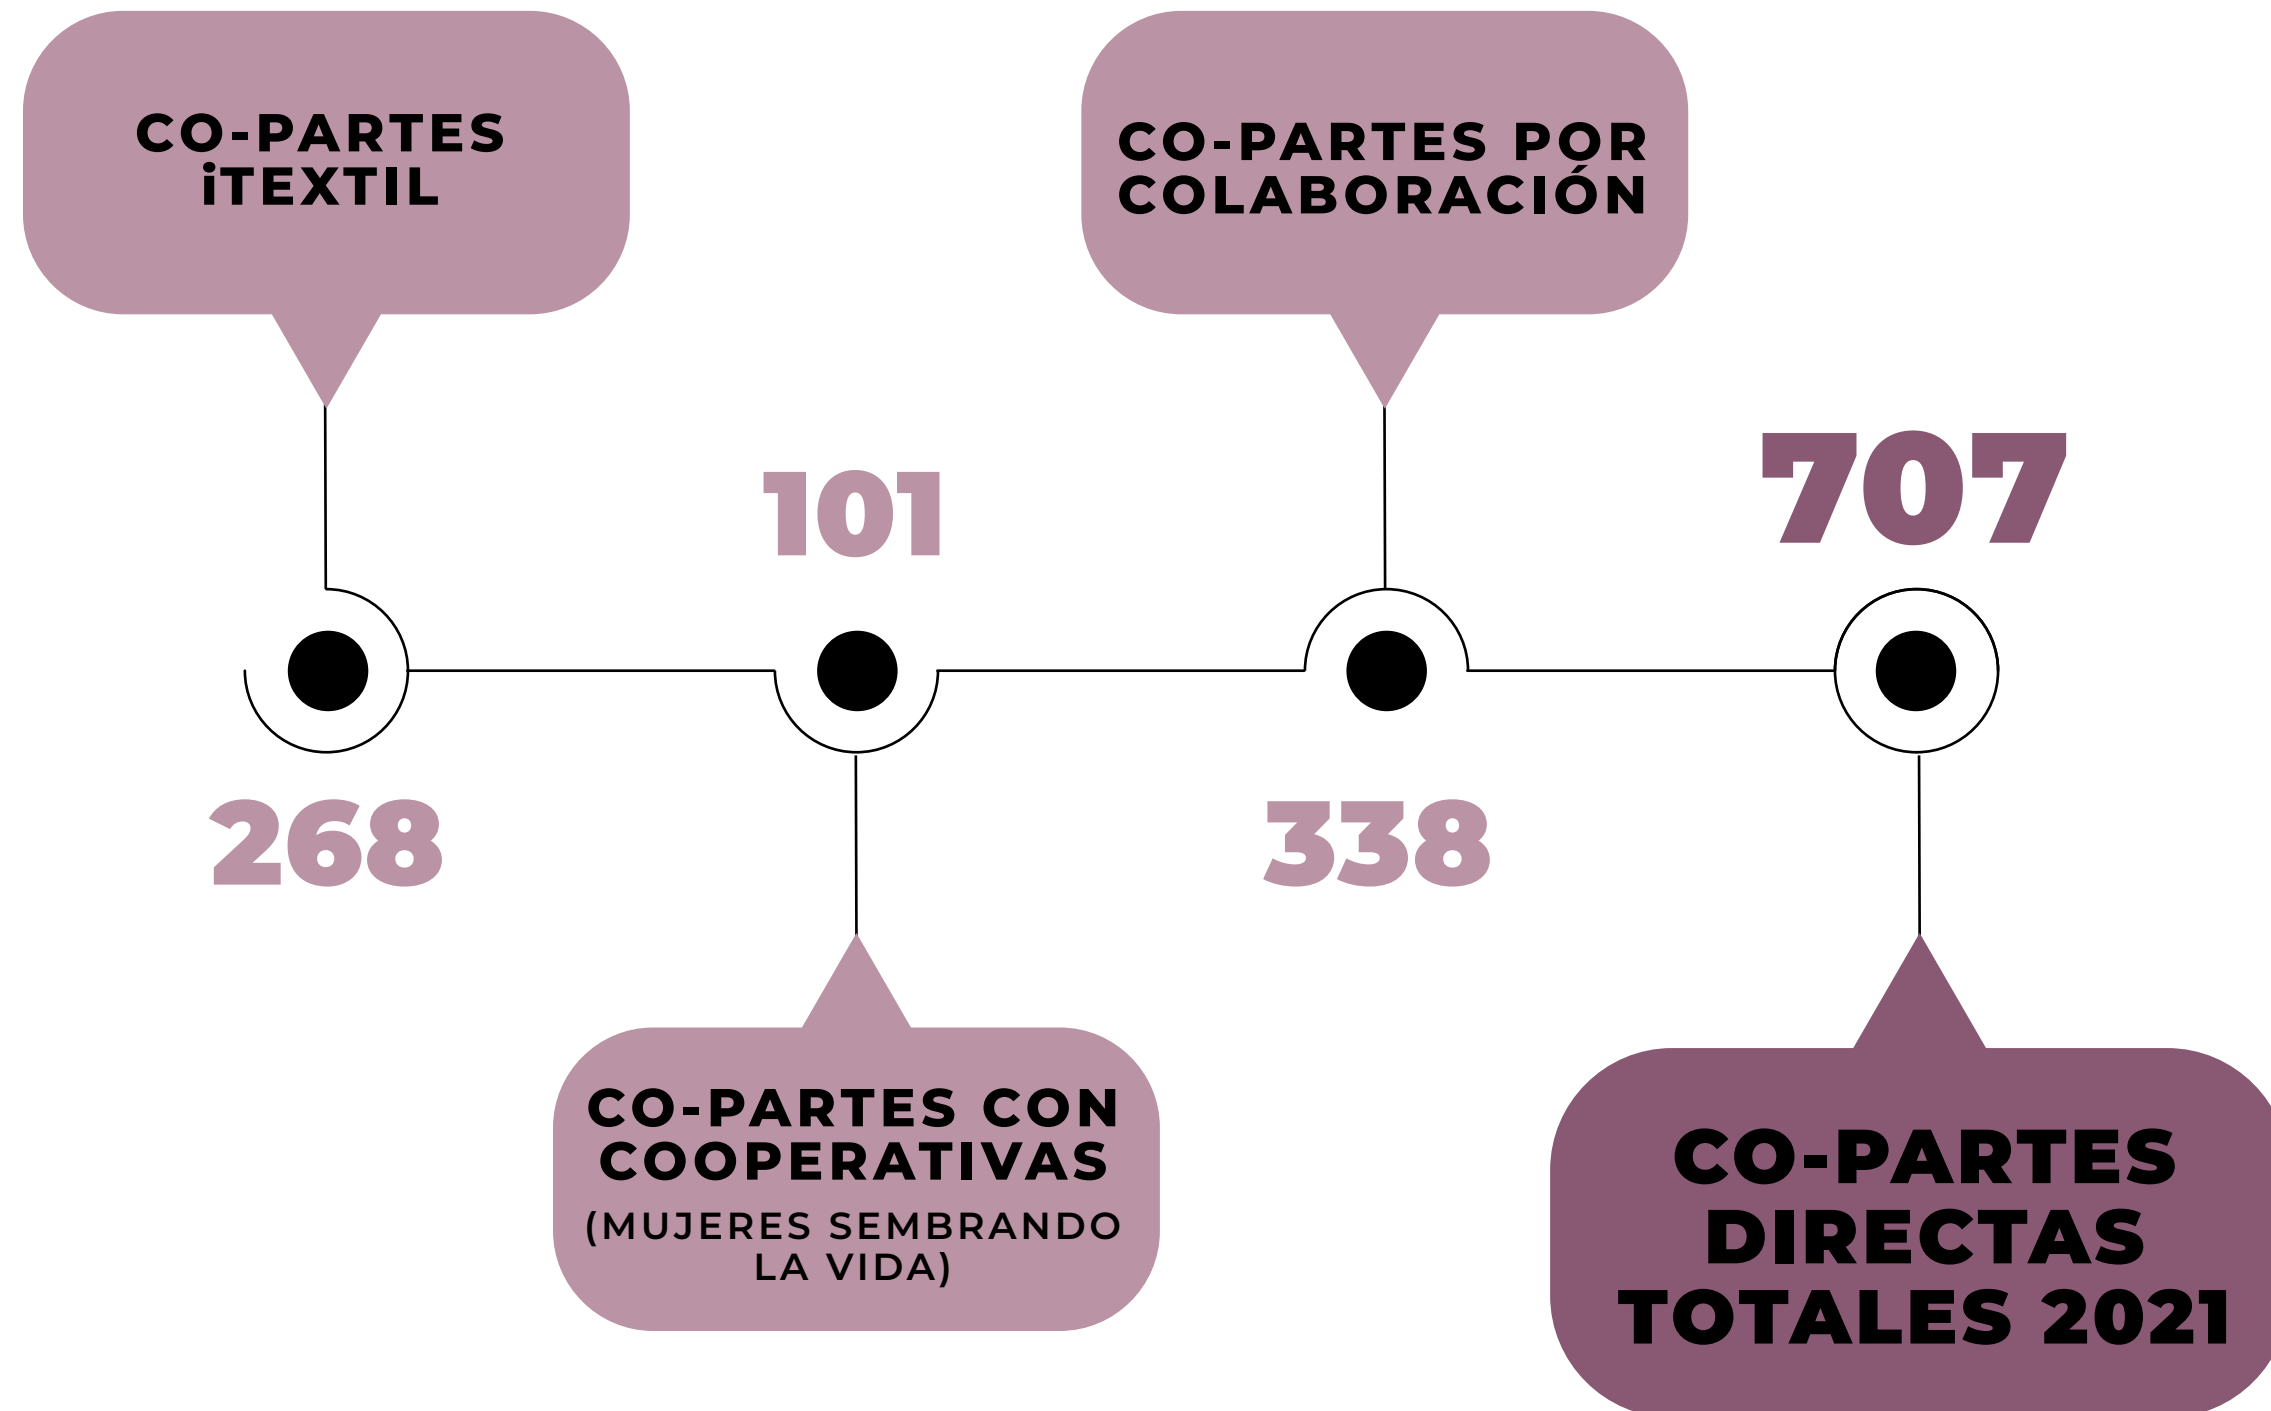 CO-PARTES
iTEXTIL
268
101
CO-PARTES CON
COOPERATIVAS
(MUJERES SEMBRANDO
LA VIDA)
CO-PARTES POR
COLABORACIÓN
338
707
CO-PARTES
DIRECTAS
TOTALES 2021